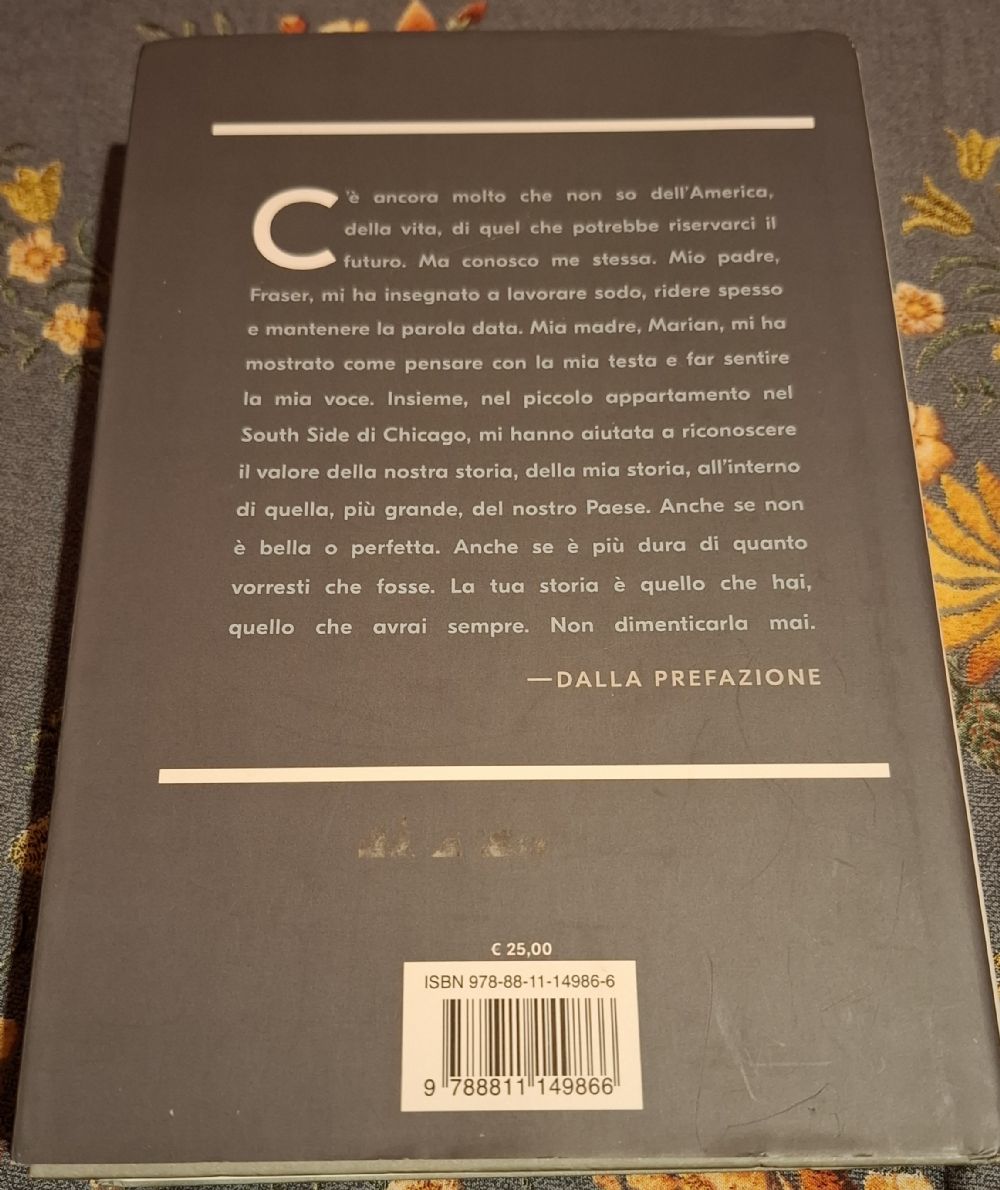 C'è ancora molto che non so dell'America,
della vita, di quel che potrebbe riservarci il
futuro. Ma conosco me stessa. Mio padre,
Fraser, mi ha insegnato a lavorare sodo, ridere spesso
e mantenere la parola data. Mia madre, Marian, mi ha
mostrato come pensare con la mia testa e far sentire
la mia voce. Insieme, nel piccolo appartamento nel
South Side di Chicago, mi hanno aiutata a riconoscere
il valore della nostra storia, della mia storia, all'interno
di quella, più grande, del nostro Paese. Anche se non
è bella o perfetta. Anche se è più dura di quanto
vorresti che fosse. La tua storia è quello che hai,
quello che avrai sempre. Non dimenticarla mai.
—DALLA PREFAZIONE
€ 25,00
ISBN 978-88-11-14986-6
9 788811 149866